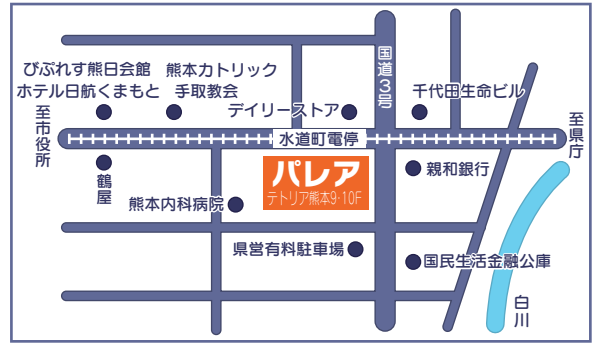 国道3号
びぷれす熊日会館
ホテル日航くまもと
熊本カトリック
手取教会
デイリーストア
千代田生命ビル
至市役所
水道町電停
至県庁
鶴屋
パレア
テトリア熊本9・10F
親和銀行
熊本内科病院
県営有料駐車場
国民生活金融公庫
白川